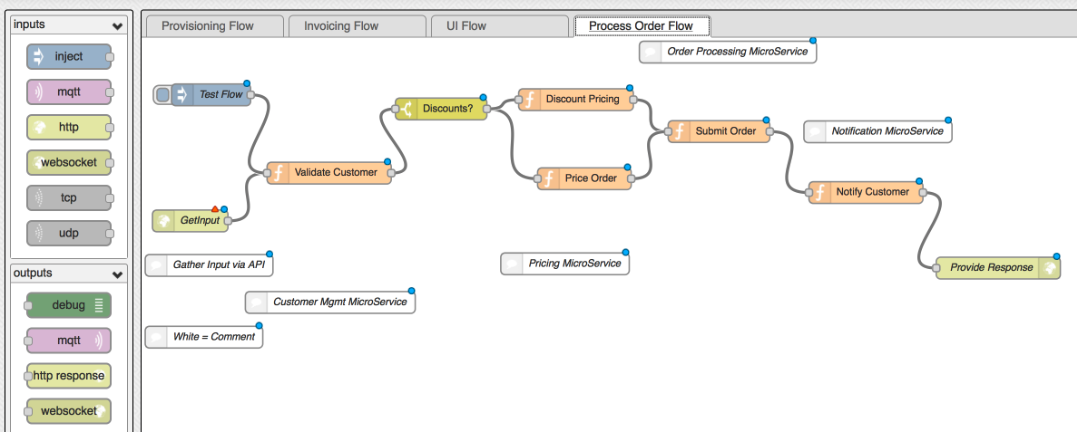 inputs
inject
mqtt
http
websocket
tcp
udp
outputs
debug
mqtt
http response
websocket
Provisioning Flow
Invoicing Flow
UI Flow
Process Order Flow
Order Processing MicroService
Test Flow
Discounts?
Discount Pricing
Submit Order
Notification MicroService
Validate Customer
Price Order
Notify Customer
GetInput
Gather Input via API
Pricing MicroService
Provide Response
Customer Mgmt MicroService
White = Comment